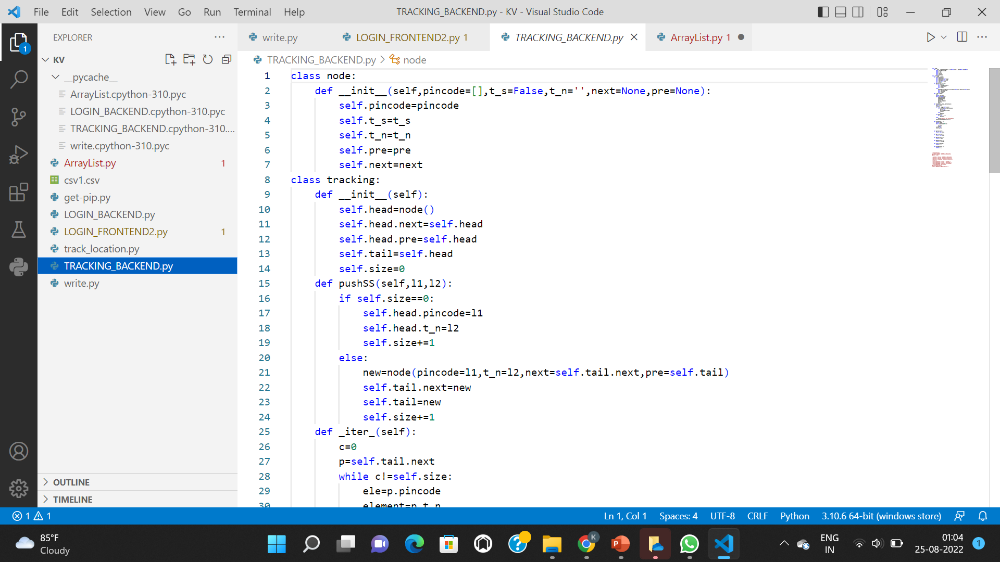 File Edit Selection View Go Run Terminal Help TRACKING_BACKEND.py - KV - Visual Studio Code
EXPLORER
write.py LOGIN_FRONTEND2.py 1 TRACKING_BACKEND.py ArrayList.py 1
KV
TRACKING_BACKEND.py > node
__pycache__
ArrayList.cpython-310.pyc
LOGIN_BACKEND.cpython-310.pyc
TRACKING_BACKEND.cpython-310....
write.cpython-310.pyc
ArrayList.py 1
csv1.csv
get-pip.py
LOGIN_BACKEND.py
LOGIN_FRONTEND2.py 1
track_location.py
TRACKING_BACKEND.py
write.py
OUTLINE
TIMELINE
1 class node:
2     def __init__(self,pincode=[],t_s=False,t_n='',next=None,pre=None):
3         self.pincode=pincode
4         self.t_s=t_s
5         self.t_n=t_n
6         self.pre=pre
7         self.next=next
8 class tracking:
9     def __init__(self):
10         self.head=node()
11         self.head.next=self.head
12         self.head.pre=self.head
13         self.tail=self.head
14         self.size=0
15     def pushSS(self,l1,l2):
16         if self.size==0:
17             self.head.pincode=l1
18             self.head.t_n=l2
19             self.size+=1
20         else:
21             new=node(pincode=l1,t_n=l2,next=self.tail.next,pre=self.tail)
22             self.tail.next=new
23             self.tail=new
24             self.size+=1
25     def _iter_(self):
26         c=0
27         p=self.tail.next
28         while c!=self.size:
29             ele=p.pincode
30             element=p.t_n
1 1 Ln 1, Col 1 Spaces: 4 UTF-8 CRLF Python 3.10.6 64-bit (windows store)
85°F
Cloudy
K
P
ENG
IN
01:04
25-08-2022
1